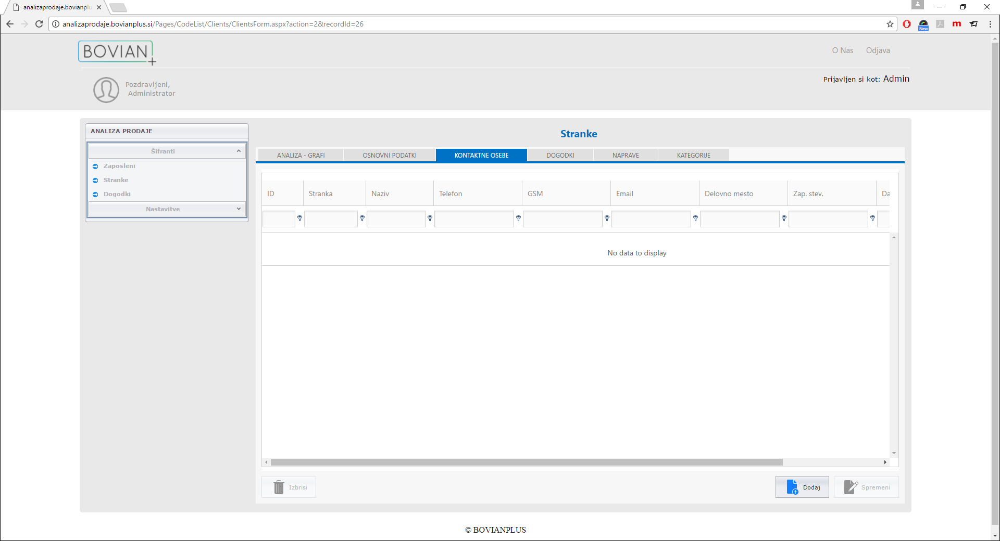 analizaprodaje.bovianplu
analizaprodaje.bovianplus.si/Pages/CodeList/Clients/ClientsForm.aspx?action=2&recordId=26
New
m
BOVIAN
O Nas
Odjava
Pozdravljeni,
Administrator
Prijavljen si kot: Admin
ANALIZA PRODAJE
Šifranti
Zaposleni
Stranke
Dogodki
Nastavitve
Stranke
ANALIZA - GRAFI
OSNOVNI PODATKI
KONTAKTNE OSEBE
DOGODKI
NAPRAVE
KATEGORIJE
ID
Stranka
Naziv
Telefon
GSM
Email
Delovno mesto
Zap. stev.
Da
No data to display
Izbrisi
Dodaj
Spremeni
© BOVIANPLUS